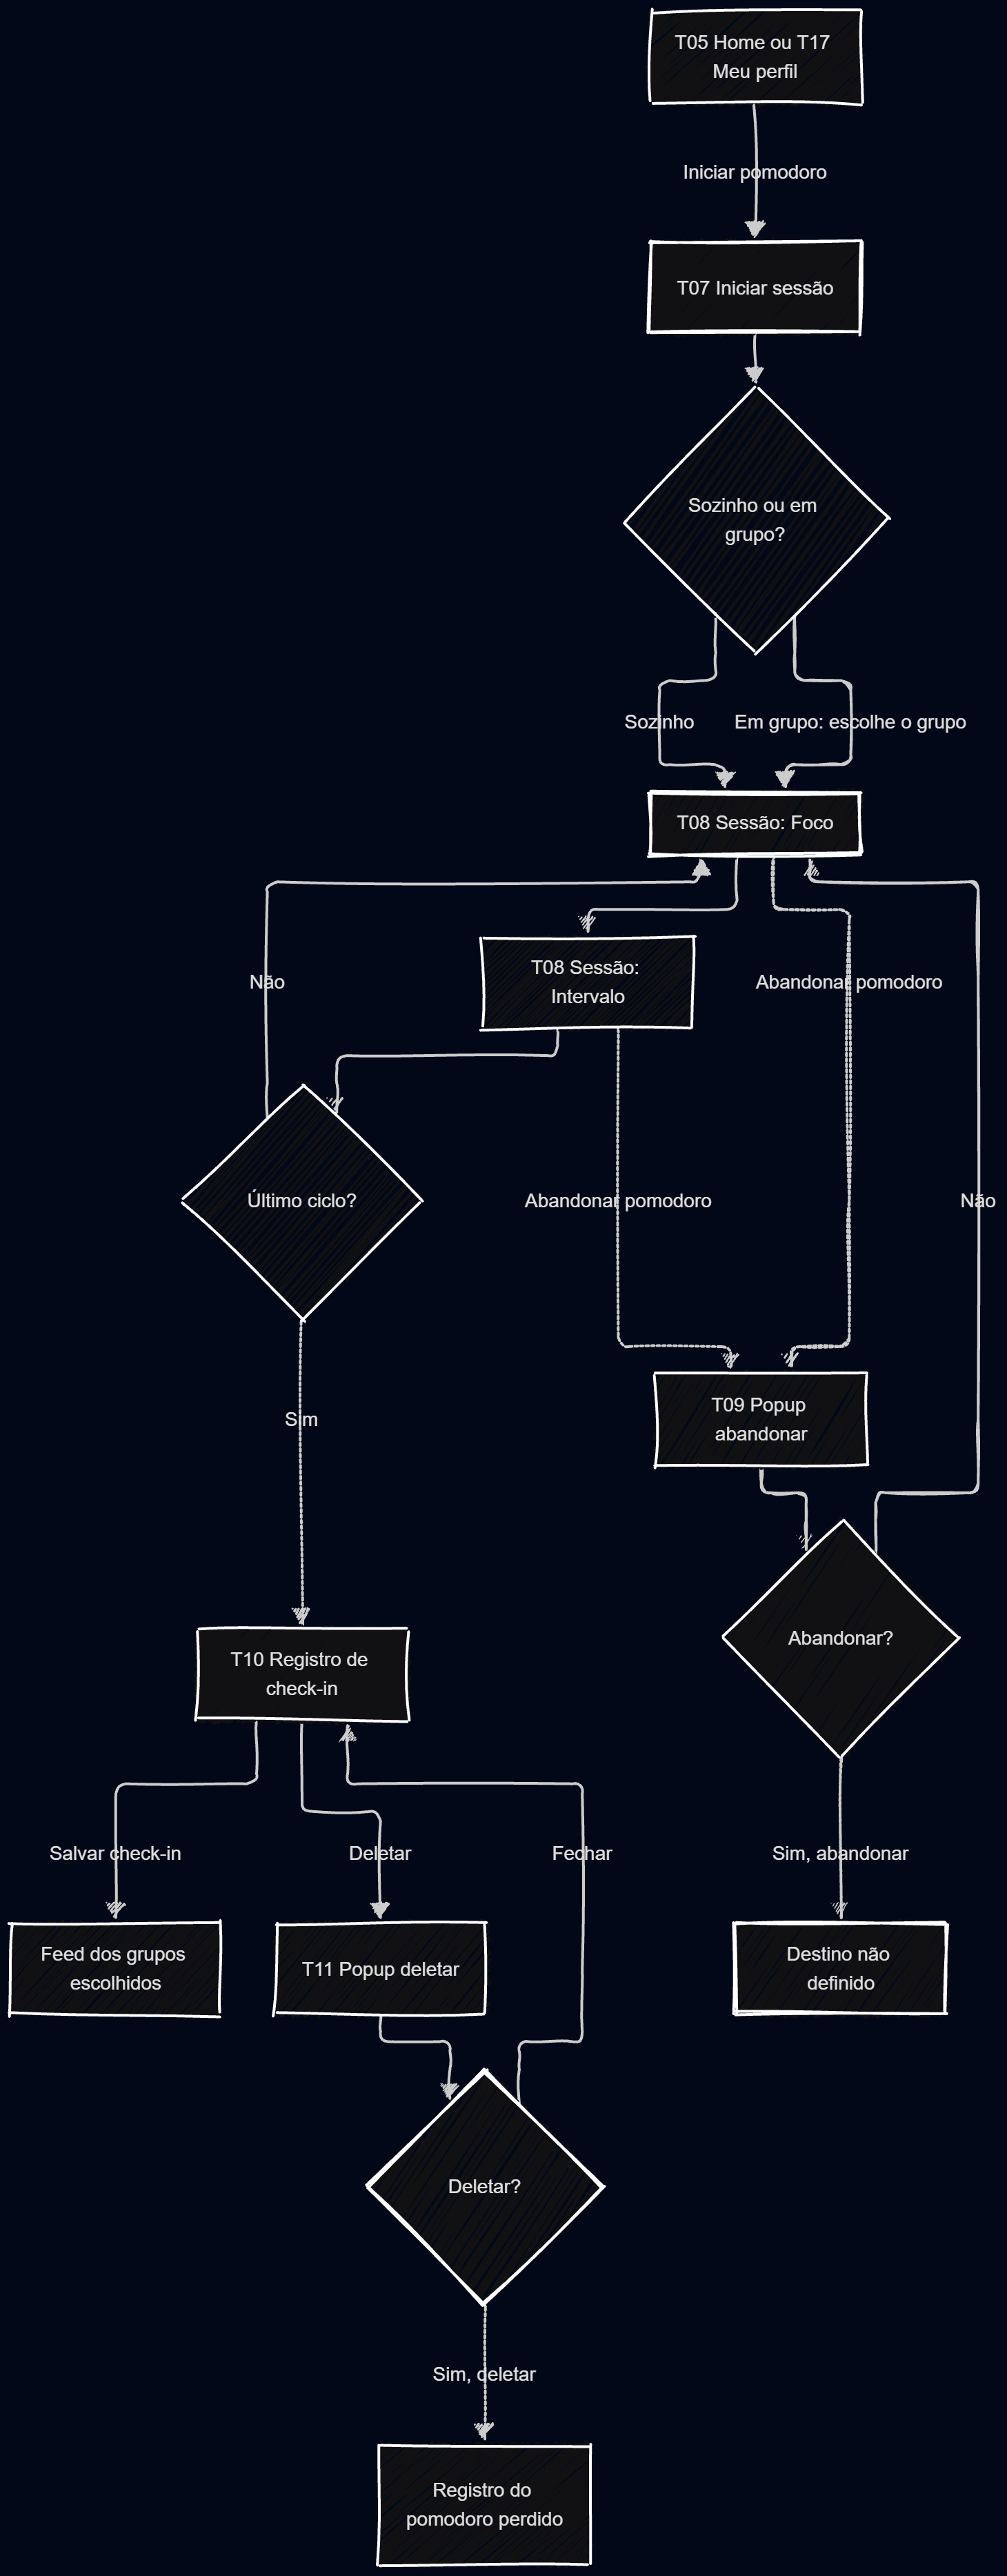 T05 Home ou T17
Meu perfil
Iniciar pomodoro
T07 Iniciar sessão
Sozinho ou em
grupo?
Sozinho
Em grupo: escolhe o grupo
T08 Sessão: Foco
T08 Sessão:
Intervalo
Não
Abandonar pomodoro
Último ciclo?
Abandonar pomodoro
Não
T09 Popup
abandonar
Sim
Abandonar?
T10 Registro de
check-in
Salvar check-in
Deletar
Fechar
Sim, abandonar
Feed dos grupos
escolhidos
T11 Popup deletar
Destino não
definido
Deletar?
Sim, deletar
Registro do
pomodoro perdido